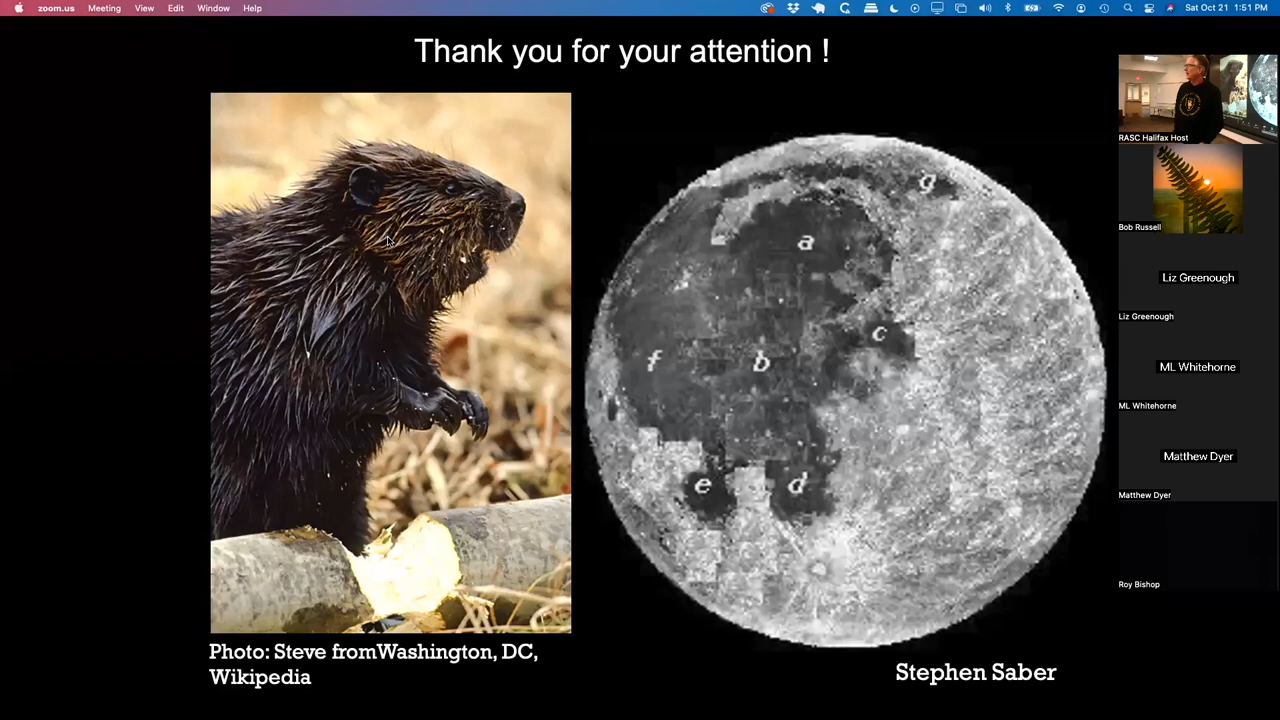 zoom.us Meeting View Edit Window Help Sat Oct 21 1:51 PM
Thank you for your attention !
RASC Halifax Host
Bob Russell
Liz Greenough
Liz Greenough
ML Whitehorne
ML Whitehorne
Matthew Dyer
Matthew Dyer
Roy Bishop
g
a
c
f b
e d
Photo: Steve fromWashington, DC,
Wikipedia
Stephen Saber